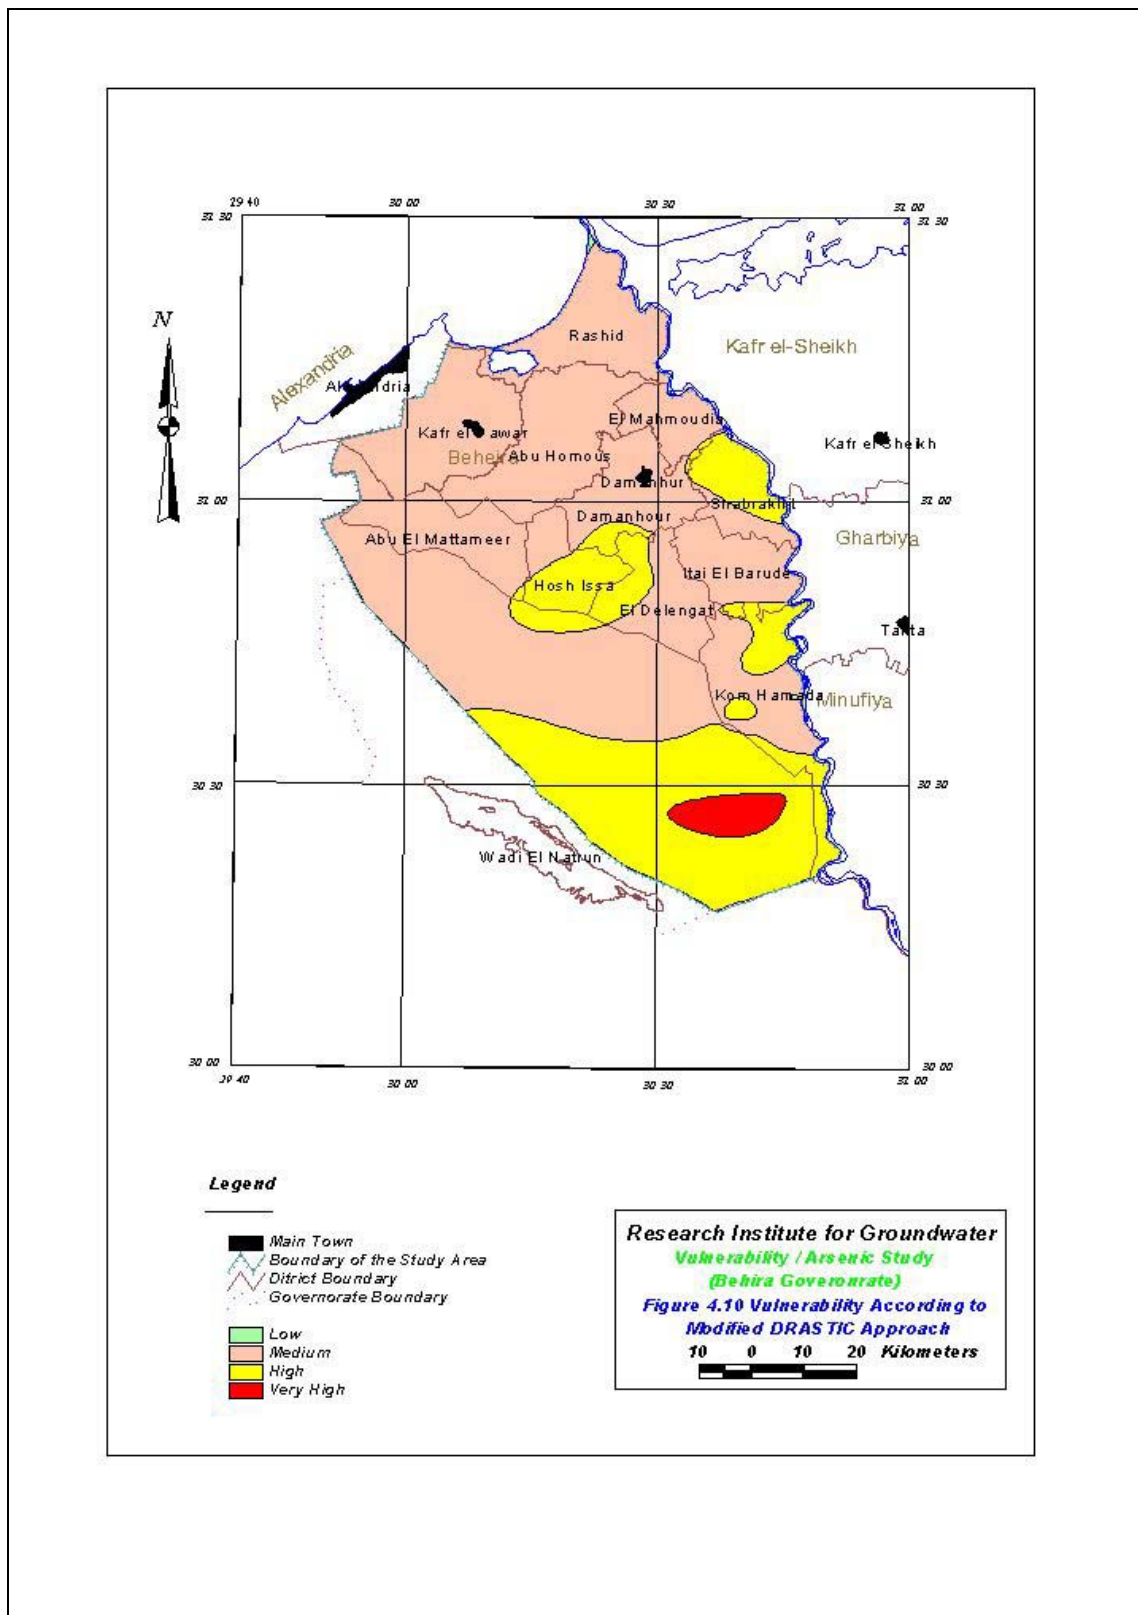 29 40
30 00
30 30
31 00
31 30
31 30
N
Rashid
Kafr el-Sheikh
Alexandria
El Mahmoudia
Kafr el-Sheikh
Beheira
Abu Homous
Damanhur
Shabrakhit
31 00
Damanhour
Abu El Mattameer
Gharbiya
Itai El Barude
Hosh Issa
El Delengat
Tanta
Kom Hamada
Minufiya
30 30
30 30
Wadi El Natrun
30 00
30 00
29 40
30 00
30 30
31 00
Legend
Main Town
Boundary of the Study Area
Ditrict Boundary
Governorate Boundary
Low
Medium
High
Very High
Research Institute for Groundwater
Vulnerability / Arsenic Study
(Behira Goveronrate)
Figure 4.10 Vulnerability According to
Modified DRASTIC Approach
10 0 10 20 Kilometers